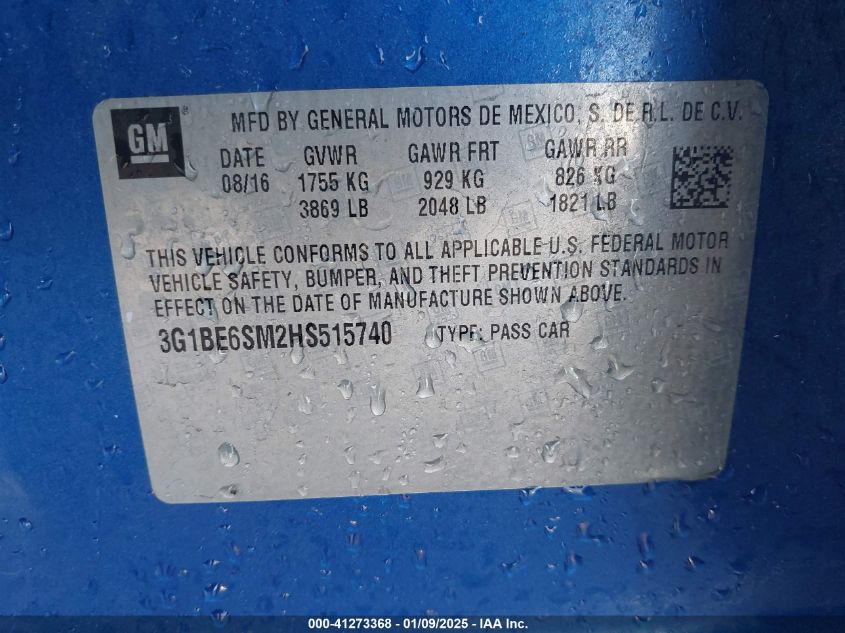 GM
MFD BY GENERAL MOTORS DE MEXICO, S. DE R.L. DE C.V.
DATE GVWR GAWR FRT GAWR RR
08/16 1755 KG 929 KG 826 KG
3869 LB 2048 LB 1821 LB
THIS VEHICLE CONFORMS TO ALL APPLICABLE U.S. FEDERAL MOTOR
VEHICLE SAFETY, BUMPER, AND THEFT PREVENTION STANDARDS IN
EFFECT ON THE DATE OF MANUFACTURE SHOWN ABOVE.
3G1BE6SM2HS515740 TYPE: PASS CAR
000-41273368 - 01/09/2025 - IAA Inc.